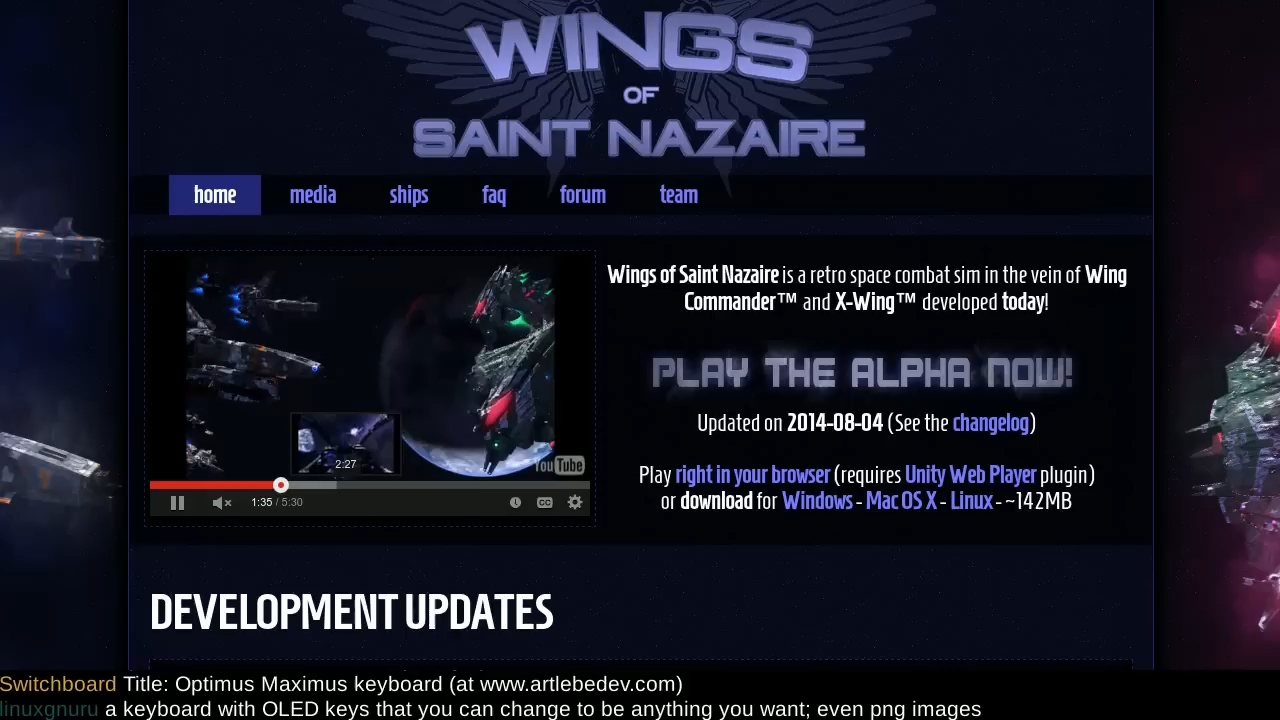 WINGS
OF
SAINT NAZAIRE
home media ships faq forum team
Wings of Saint Nazaire is a retro space combat sim in the vein of Wing
Commander™ and X-Wing™ developed today!
PLAY THE ALPHA NOW!
Updated on 2014-08-04 (See the changelog)
2:27
YouTube
Play right in your browser (requires Unity Web Player plugin)
or download for Windows - Mac OS X - Linux - ~142MB
1:35 / 5:30
CC
DEVELOPMENT UPDATES
Switchboard Title: Optimus Maximus keyboard (at www.artlebedev.com)
linuxgnuru a keyboard with OLED keys that you can change to be anything you want; even png images